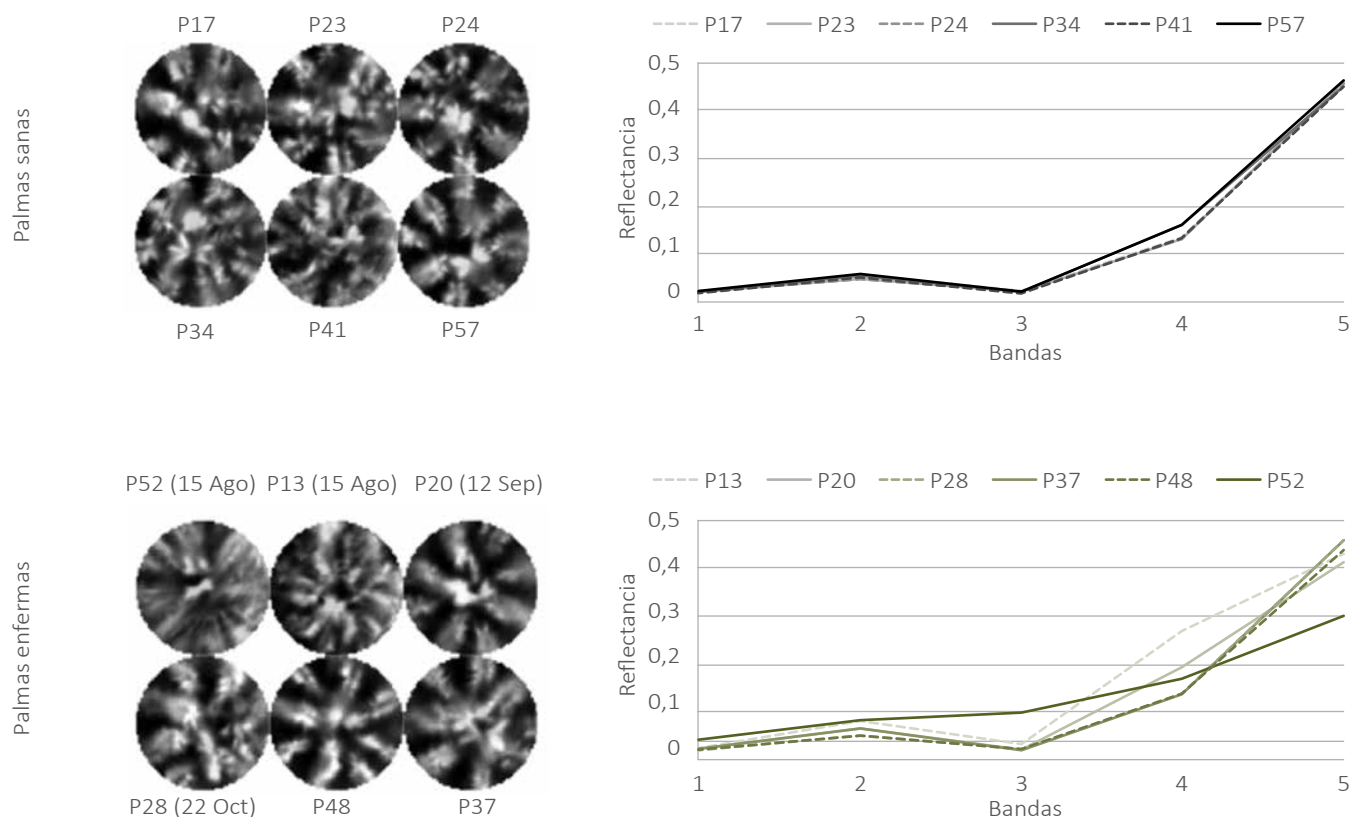 Palmas sanas
P17 P23 P24
P34 P41 P57
P17 P23 P24 P34 P41 P57
Reflectancia
0,5
0,4
0,3
0,2
0,1
0
1 2 3 4 5
Bandas
Palmas enfermas
P52 (15 Ago) P13 (15 Ago) P20 (12 Sep)
P28 (22 Oct) P48 P37
P13 P20 P28 P37 P48 P52
Reflectancia
0,5
0,4
0,3
0,2
0,1
0
1 2 3 4 5
Bandas